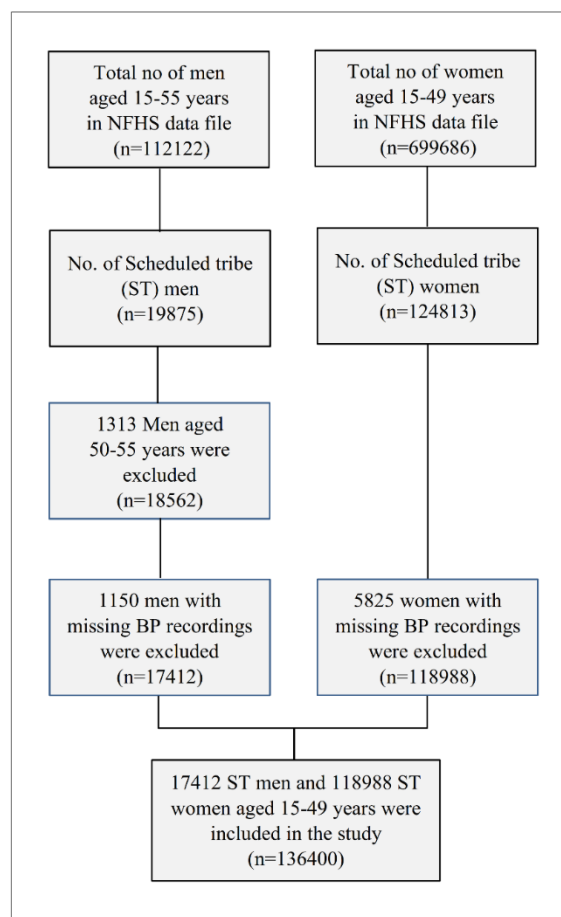 Total no of men
aged 15-55 years
in NFHS data file
(n=112122)
Total no of women
aged 15-49 years
in NFHS data file
(n=699686)
No. of Scheduled tribe
(ST) men
(n=19875)
No. of Scheduled tribe
(ST) women
(n=124813)
1313 Men aged
50-55 years were
excluded
(n=18562)
1150 men with
missing BP recordings
were excluded
(n=17412)
5825 women with
missing BP recordings
were excluded
(n=118988)
17412 ST men and 118988 ST
women aged 15-49 years were
included in the study
(n=136400)